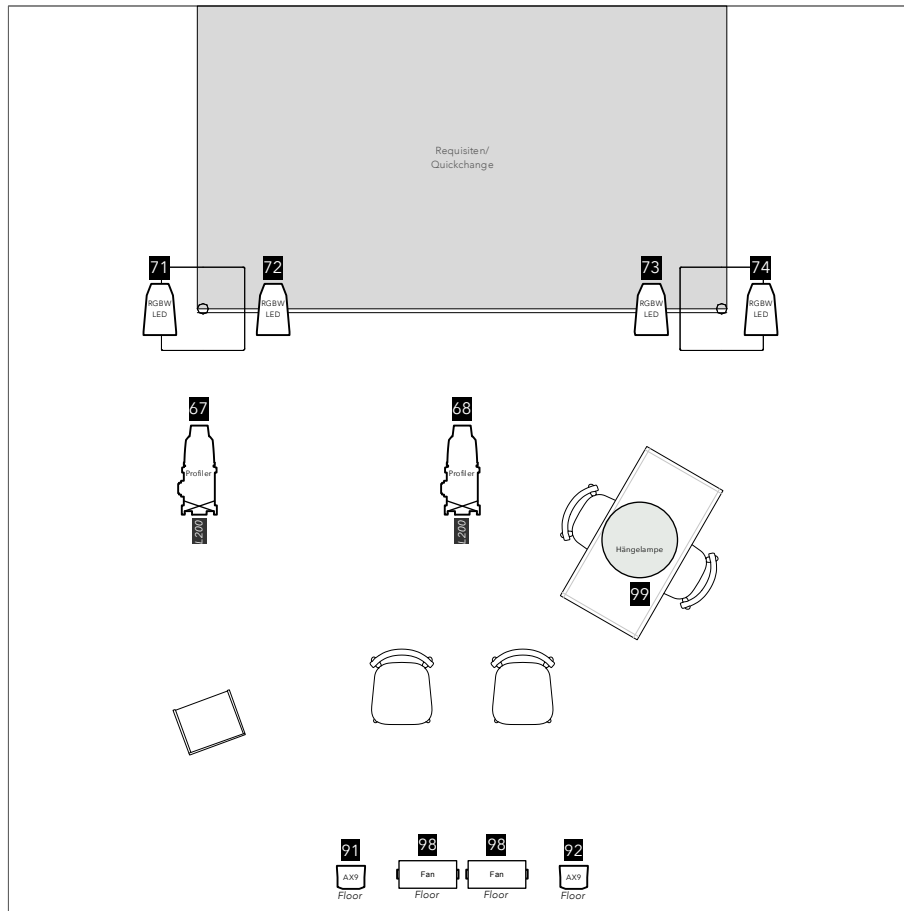 Requisiten/
Quickchange
71
72
73
74
RGBW
LED
RGBW
LED
RGBW
LED
RGBW
LED
67
68
Profiler
Profiler
L200
L200
Hängelampe
99
91
98
98
92
AX9
Fan
Fan
AX9
Floor
Floor
Floor
Floor